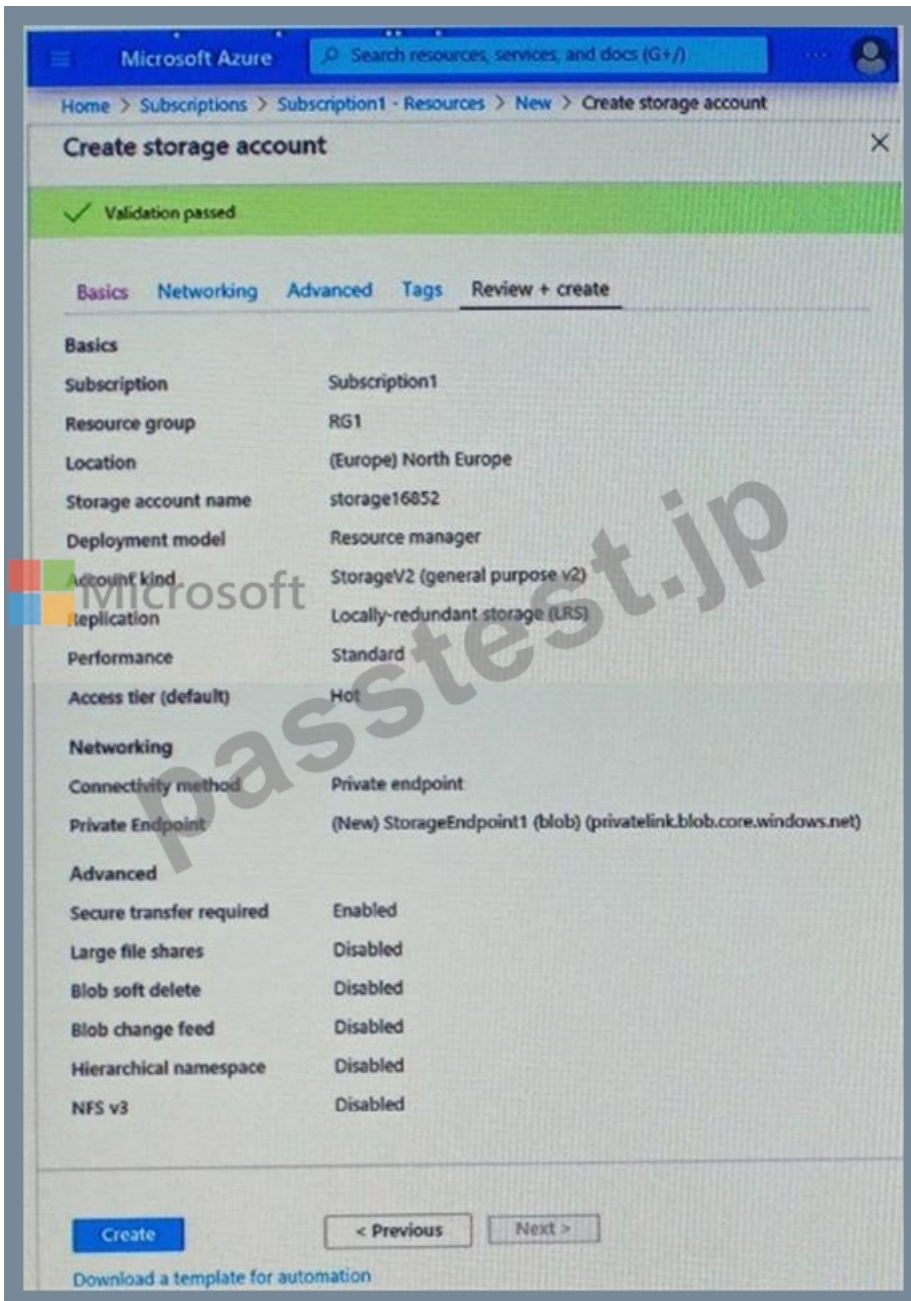 Microsoft Azure
Search resources, services, and docs (G+/)
Home > Subscriptions > Subscription1 - Resources > New > Create storage account
Create storage account
Validation passed
Basics Networking Advanced Tags Review + create
Basics
Subscription Subscription1
Resource group RG1
Location (Europe) North Europe
Storage account name storage16852
Deployment model Resource manager
Account kind StorageV2 (general purpose v2)
Microsoft
Replication Locally-redundant storage (LRS)
Performance Standard
Access tier (default) Hot
passtest.jp
Networking
Connectivity method Private endpoint
Private Endpoint (New) StorageEndpoint1 (blob) (privatelink.blob.core.windows.net)
Advanced
Secure transfer required Enabled
Large file shares Disabled
Blob soft delete Disabled
Blob change feed Disabled
Hierarchical namespace Disabled
NFS v3 Disabled
Create < Previous Next >
Download a template for automation